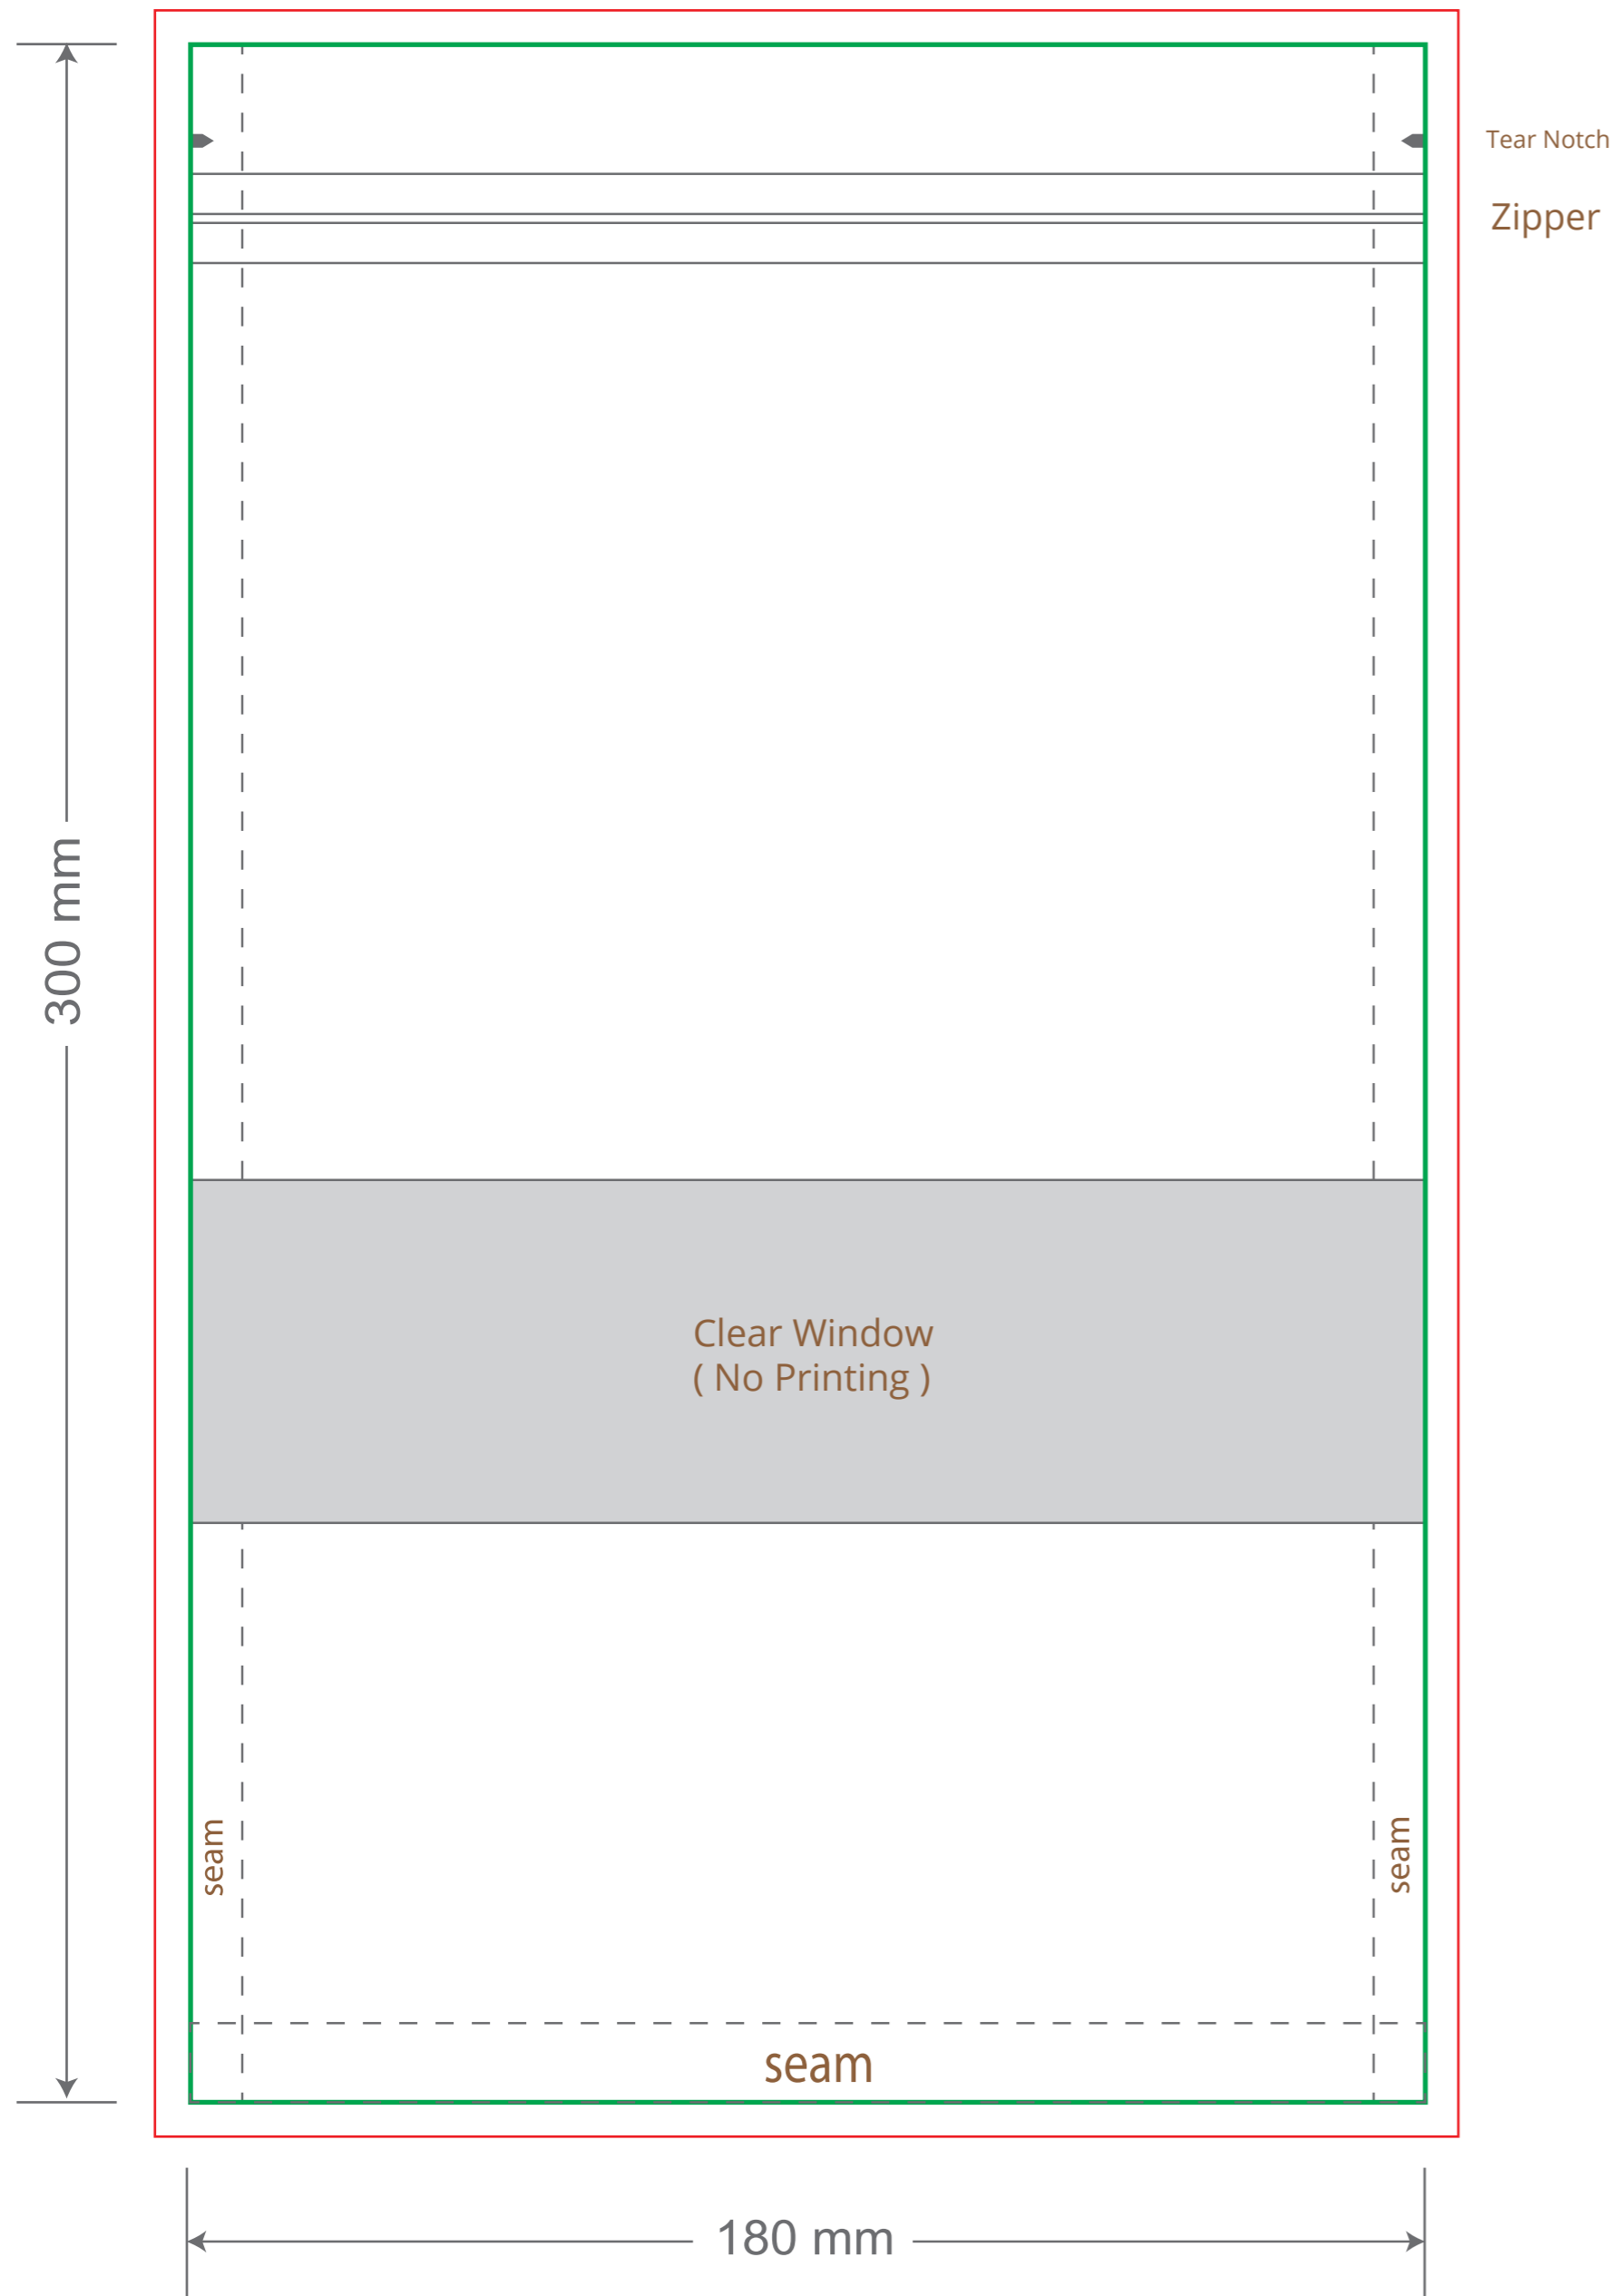 Tear Notch
Zipper
300 mm
Clear Window
( No Printing )
seam
seam
seam
180 mm